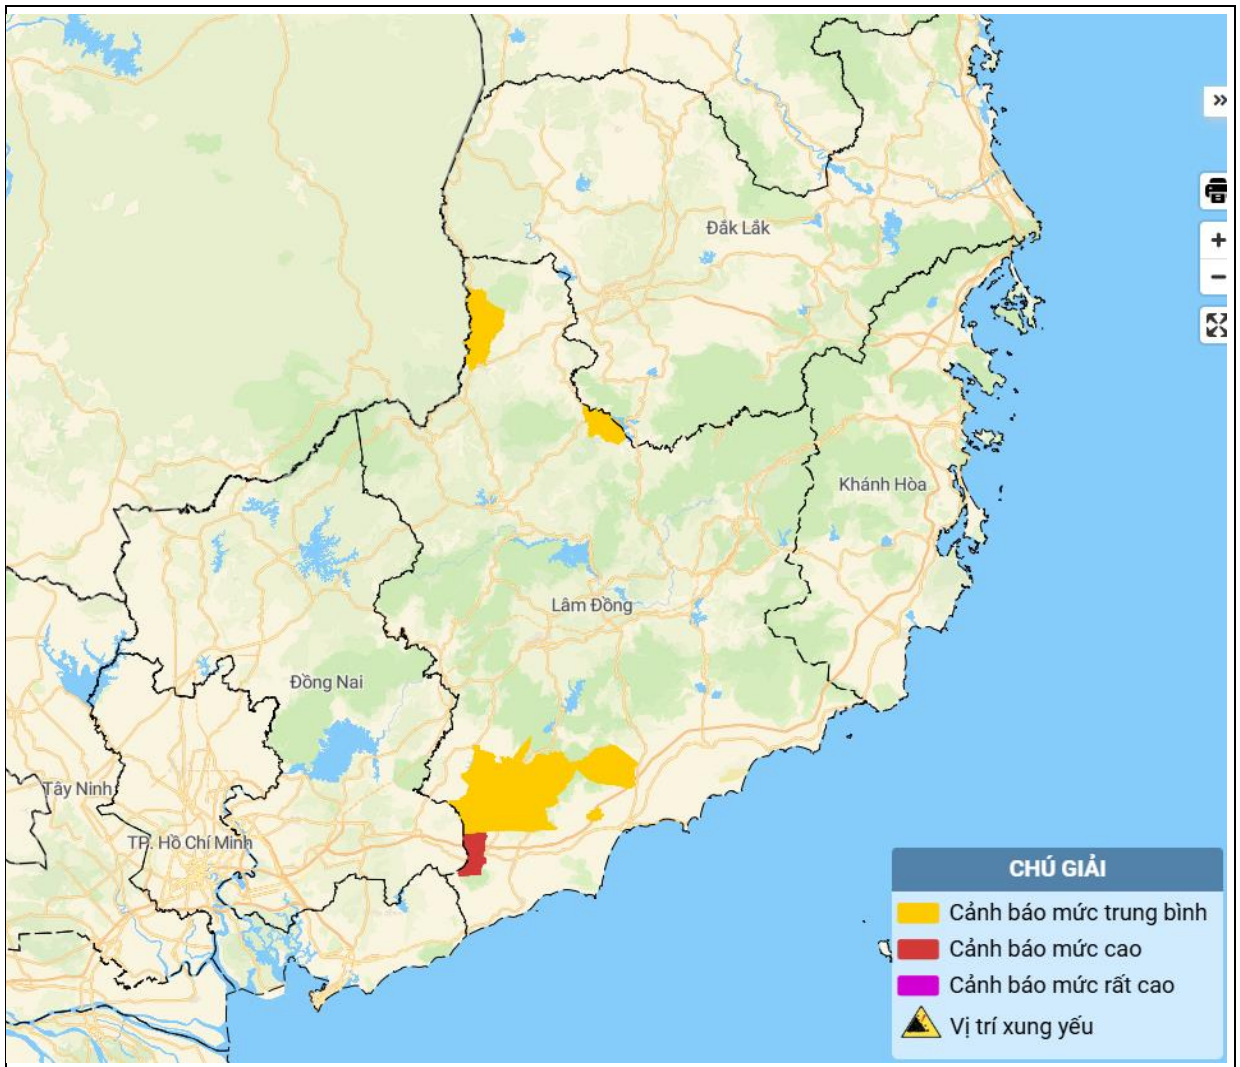 »
Đắk Lắk
+
−
Khánh Hòa
Lâm Đồng
Đồng Nai
Tây Ninh
TP. Hồ Chí Minh
CHÚ GIẢI
Cảnh báo mức trung bình
Cảnh báo mức cao
Cảnh báo mức rất cao
Vị trí xung yếu